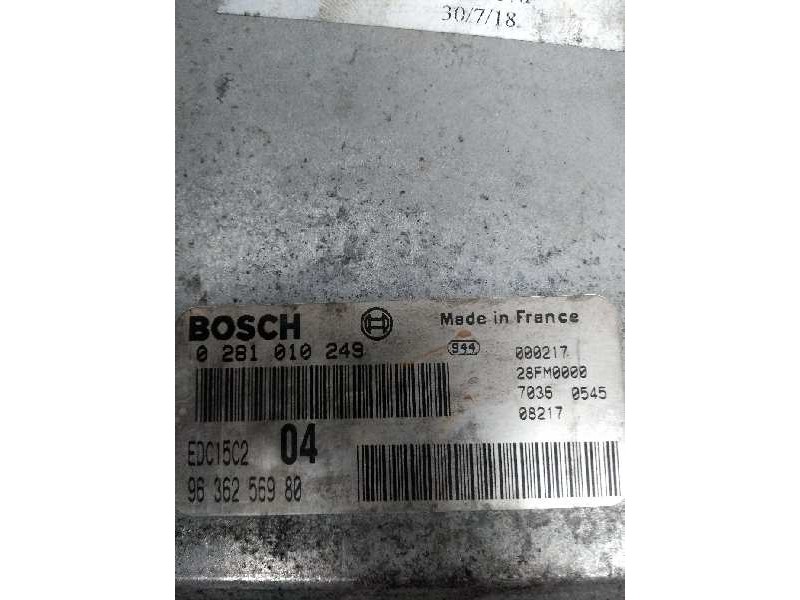 30/7/18
BOSCH
Made in France
0 281 010 249
944
000217
28FM0000
7036 0545
08217
EDC15C2 04
96 362 569 80